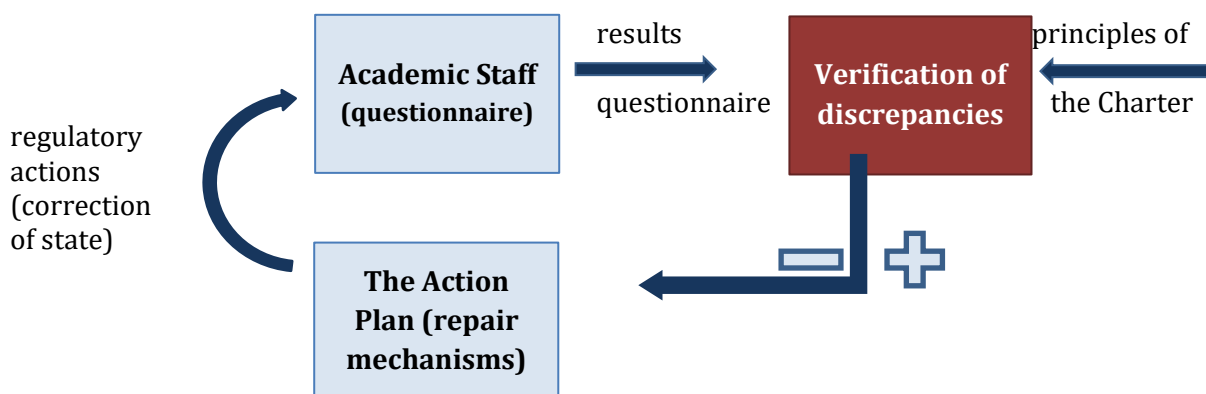 Academic Staff
(questionnaire)
results
questionnaire
Verification of
discrepancies
principles of
the Charter
regulatory
actions
(correction
of state)
The Action
Plan (repair
mechanisms)